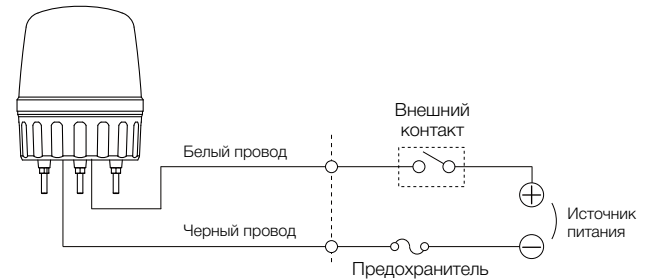 Внешний
контакт
Белый провод
Источник
питания
Черный провод
Предохранитель